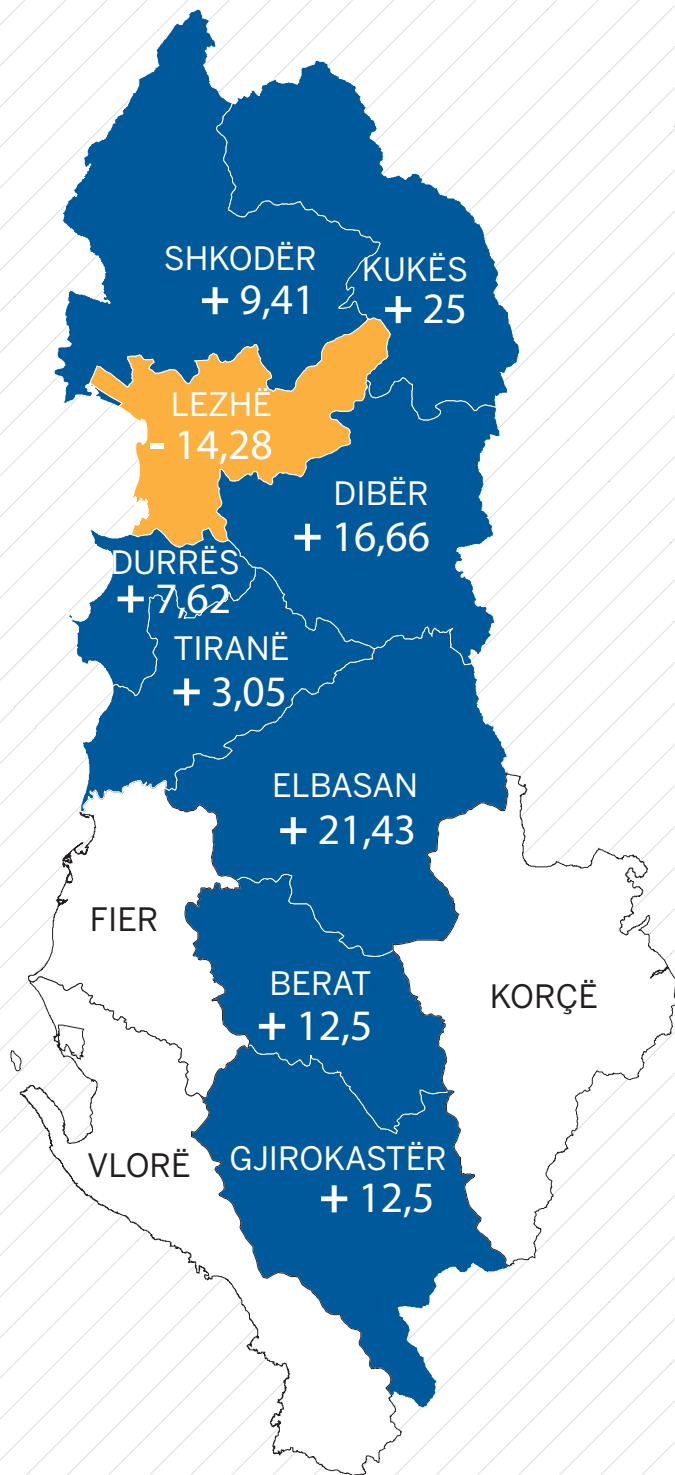 SHKODËR
+ 9,41
KUKËS
+ 25
LEZHË
- 14,28
DIBËR
+ 16,66
DURRËS
+ 7,62
TIRANË
+ 3,05
ELBASAN
+ 21,43
FIER
BERAT
+ 12,5
KORÇË
VLORË
GJIROKASTËR
+ 12,5